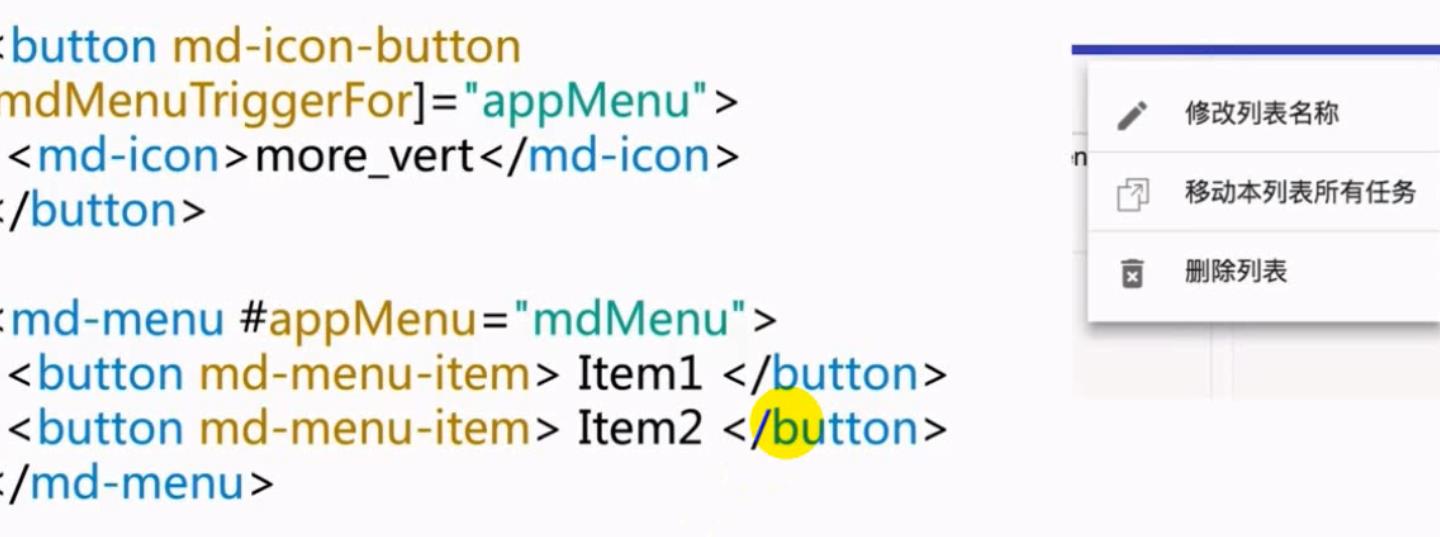 <button md-icon-button
mdMenuTriggerFor]="appMenu">
<md-icon>more_vert</md-icon>
</button>
<md-menu #appMenu="mdMenu">
<button md-menu-item> Item1 </button>
<button md-menu-item> Item2 </button>
</md-menu>
en
修改列表名称
移动本列表所有任务
删除列表